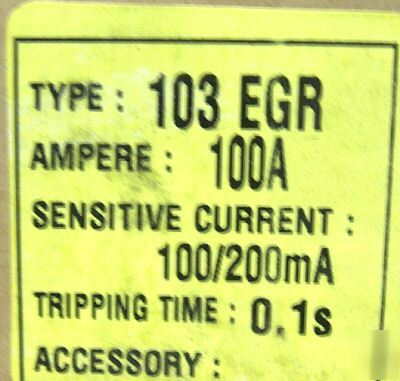 TYPE : 103 EGR
AMPERE : 100A
SENSITIVE CURRENT :
100/200mA
TRIPPING TIME : 0.1s
ACCESSORY :